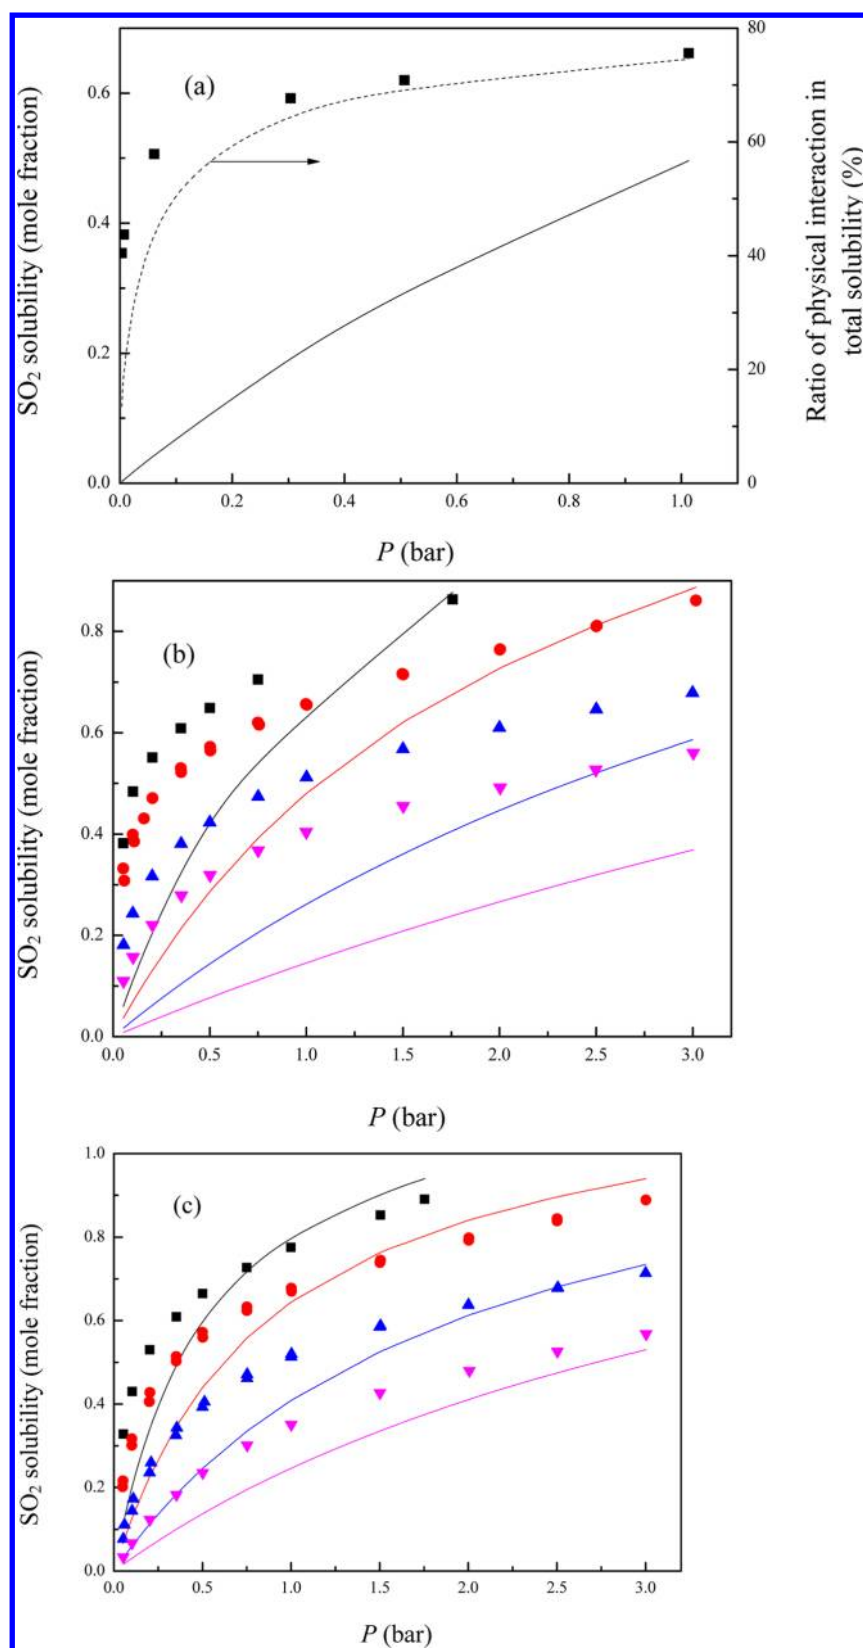 (a)
SO₂ solubility (mole fraction)
0.6
0.4
0.2
0.0
80
60
40
20
0
Ratio of physical interaction in
total solubility (%)
0.0 0.2 0.4 0.6 0.8 1.0
P (bar)
(b)
SO₂ solubility (mole fraction)
0.8
0.6
0.4
0.2
0.0
0.0 0.5 1.0 1.5 2.0 2.5 3.0
P (bar)
(c)
SO₂ solubility (mole fraction)
1.0
0.8
0.6
0.4
0.2
0.0
0.0 0.5 1.0 1.5 2.0 2.5 3.0
P (bar)